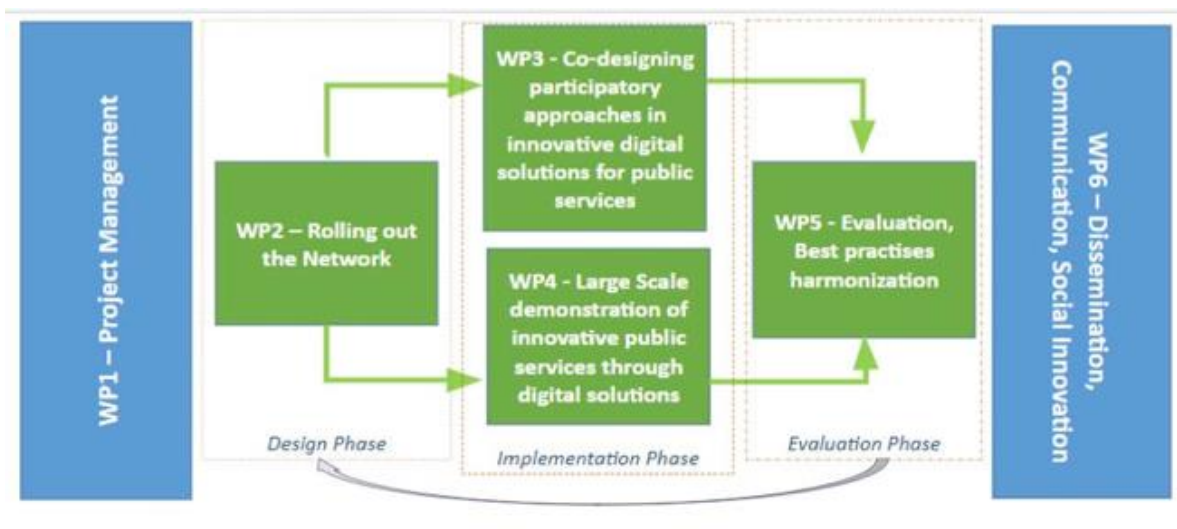 WP1 – Project Management
WP2 – Rolling out
the Network
Design Phase
WP3 - Co-designing
participatory
approaches in
innovative digital
solutions for public
services
WP4 - Large Scale
demonstration of
innovative public
services through
digital solutions
Implementation Phase
WP5 - Evaluation,
Best practises
harmonization
Evaluation Phase
WP6 – Dissemination,
Communication, Social Innovation